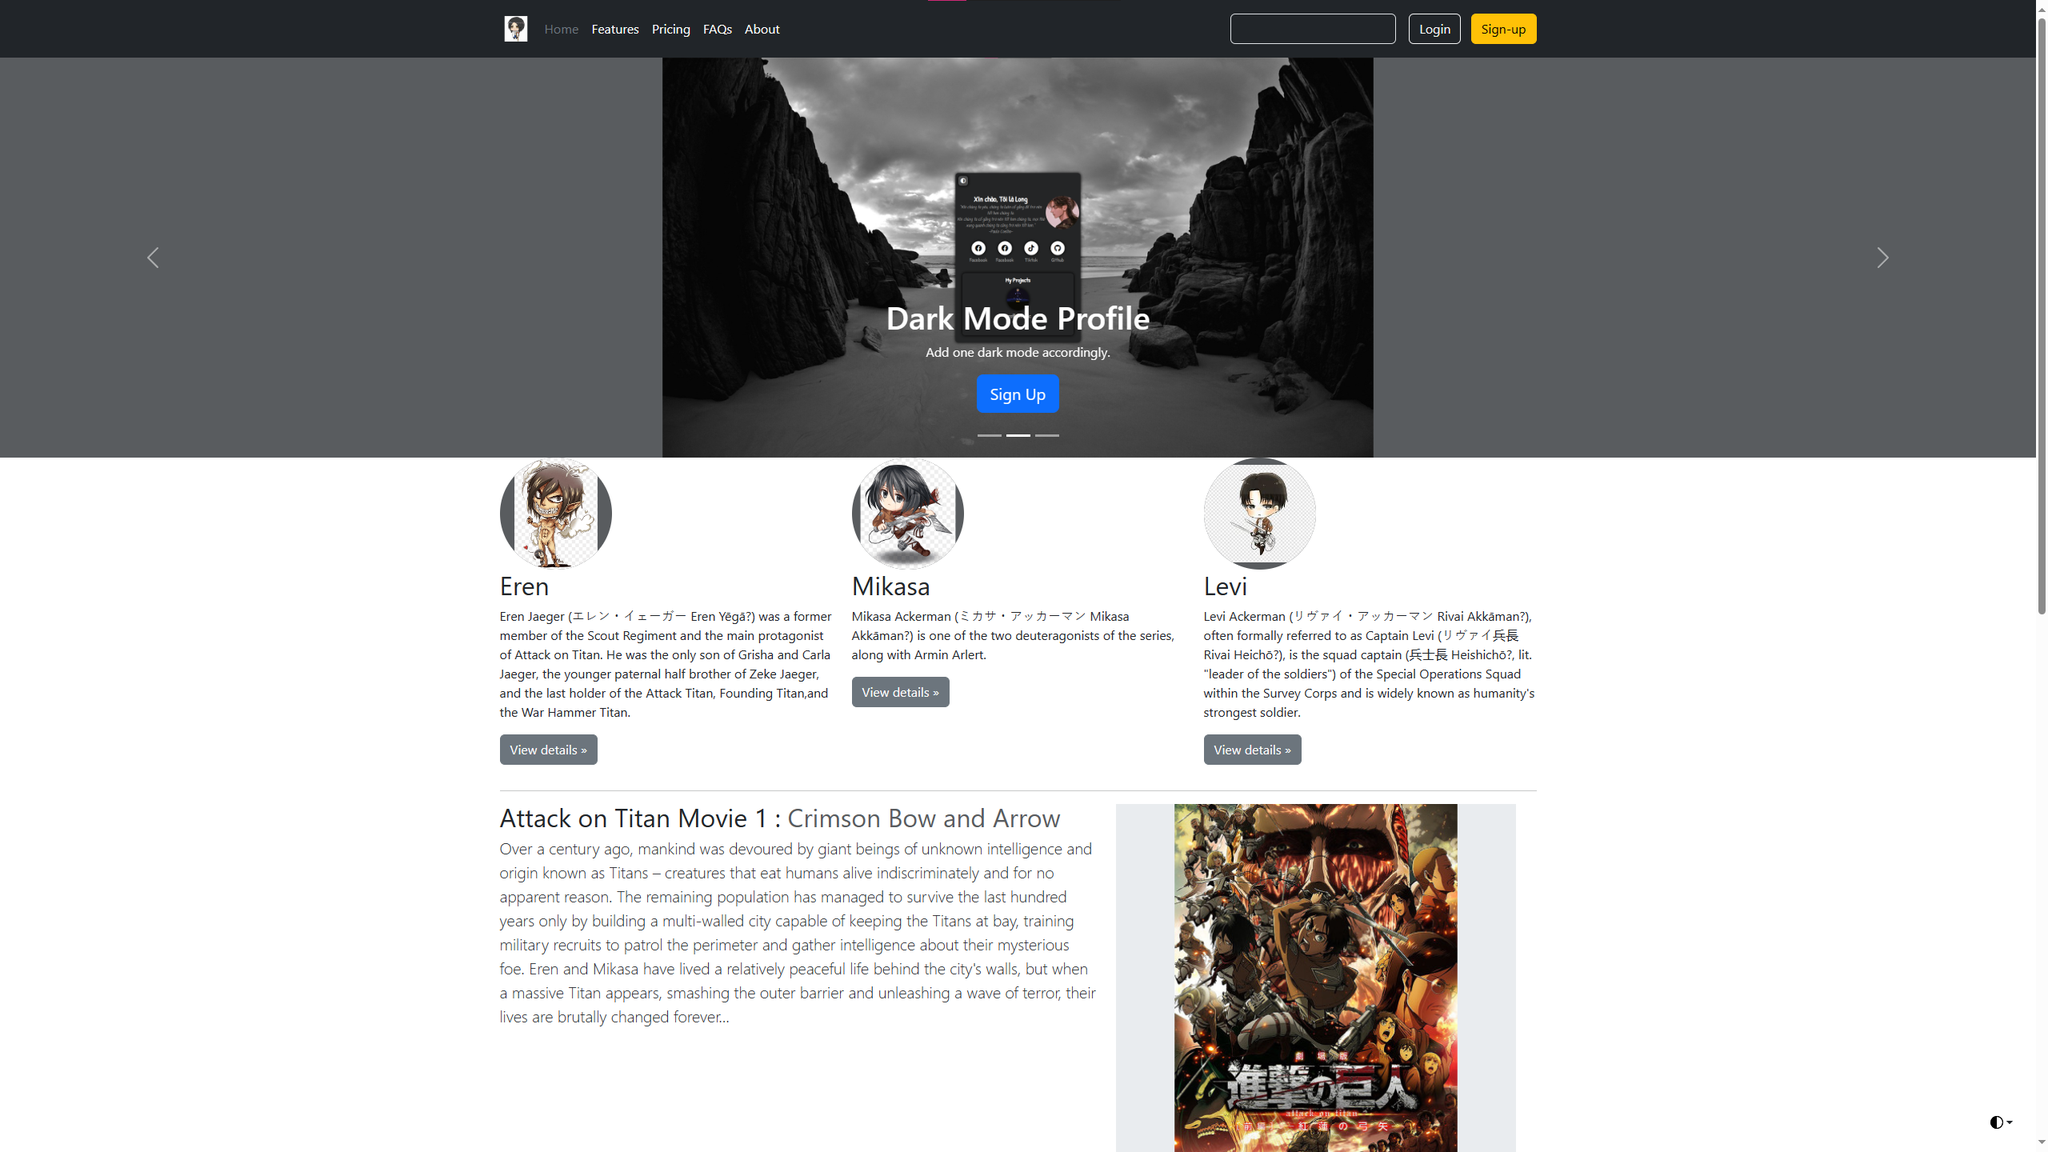 Home Features Pricing FAQs About Login Sign-up
Xin chào, Tôi là Long
My Projects
Dark Mode Profile
Add one dark mode accordingly.
Sign Up
Eren
Eren Jaeger (エレン・イェーガー Eren Yēgā?) was a former
member of the Scout Regiment and the main protagonist
of Attack on Titan. He was the only son of Grisha and Carla
Jaeger, the younger paternal half brother of Zeke Jaeger,
and the last holder of the Attack Titan, Founding Titan,and
the War Hammer Titan.
View details »
Mikasa
Mikasa Ackerman (ミカサ・アッカーマン Mikasa
Akkāman?) is one of the two deuteragonists of the series,
along with Armin Arlert.
View details »
Levi
Levi Ackerman (リヴァイ・アッカーマン Rivai Akkāman?),
often formally referred to as Captain Levi (リヴァイ兵長
Rivai Heichō?), is the squad captain (兵士長 Heishichō?, lit.
"leader of the soldiers") of the Special Operations Squad
within the Survey Corps and is widely known as humanity's
strongest soldier.
View details »
Attack on Titan Movie 1 : Crimson Bow and Arrow
Over a century ago, mankind was devoured by giant beings of unknown intelligence and
origin known as Titans – creatures that eat humans alive indiscriminately and for no
apparent reason. The remaining population has managed to survive the last hundred
years only by building a multi-walled city capable of keeping the Titans at bay, training
military recruits to patrol the perimeter and gather intelligence about their mysterious
foe. Eren and Mikasa have lived a relatively peaceful life behind the city's walls, but when
a massive Titan appears, smashing the outer barrier and unleashing a wave of terror, their
lives are brutally changed forever...
劇場版
進撃の巨人
attack on titan
前編 紅蓮の弓矢